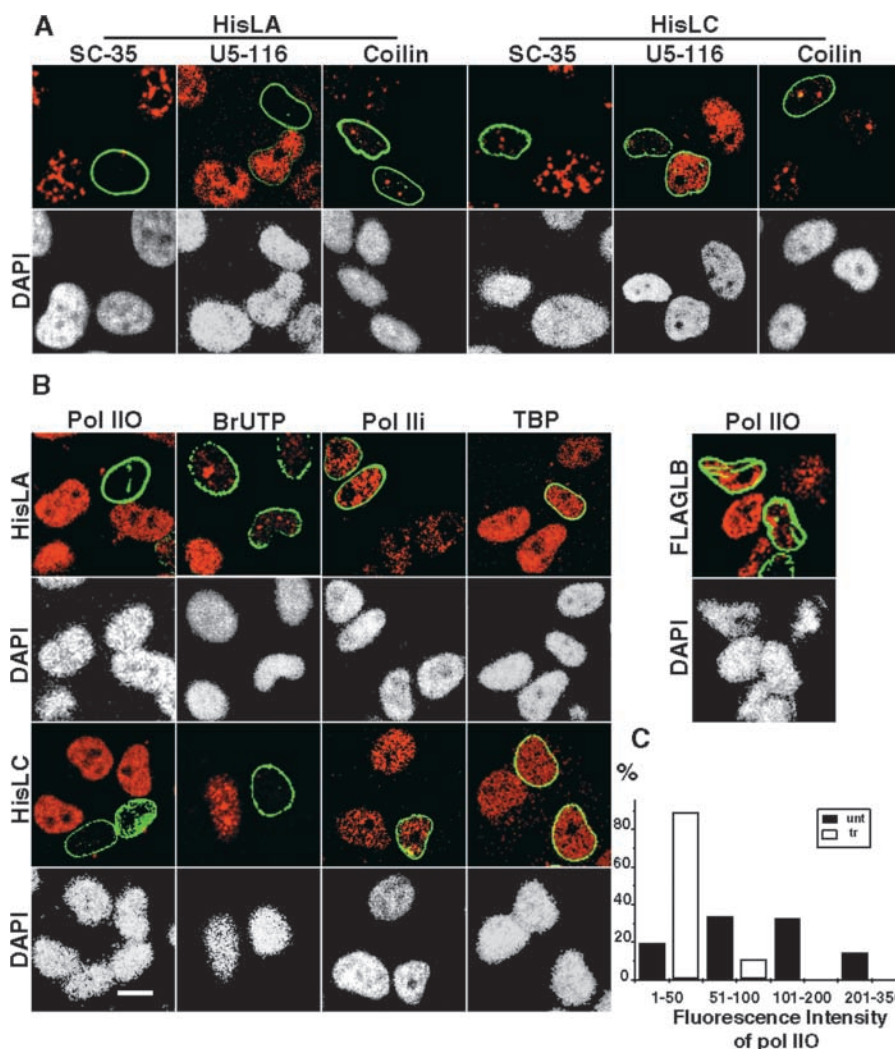 A
HisLA HisLC
SC-35 U5-116 Coilin SC-35 U5-116 Coilin
DAPI
B
Pol IIO BrUTP Pol IIi TBP Pol IIO
HisLA
FLAGLB
DAPI
DAPI
HisLC
C
%
unt
tr
80
60
40
20
0
DAPI
1-50 51-100 101-200 201-35
Fluorescence Intensity
of pol IIO